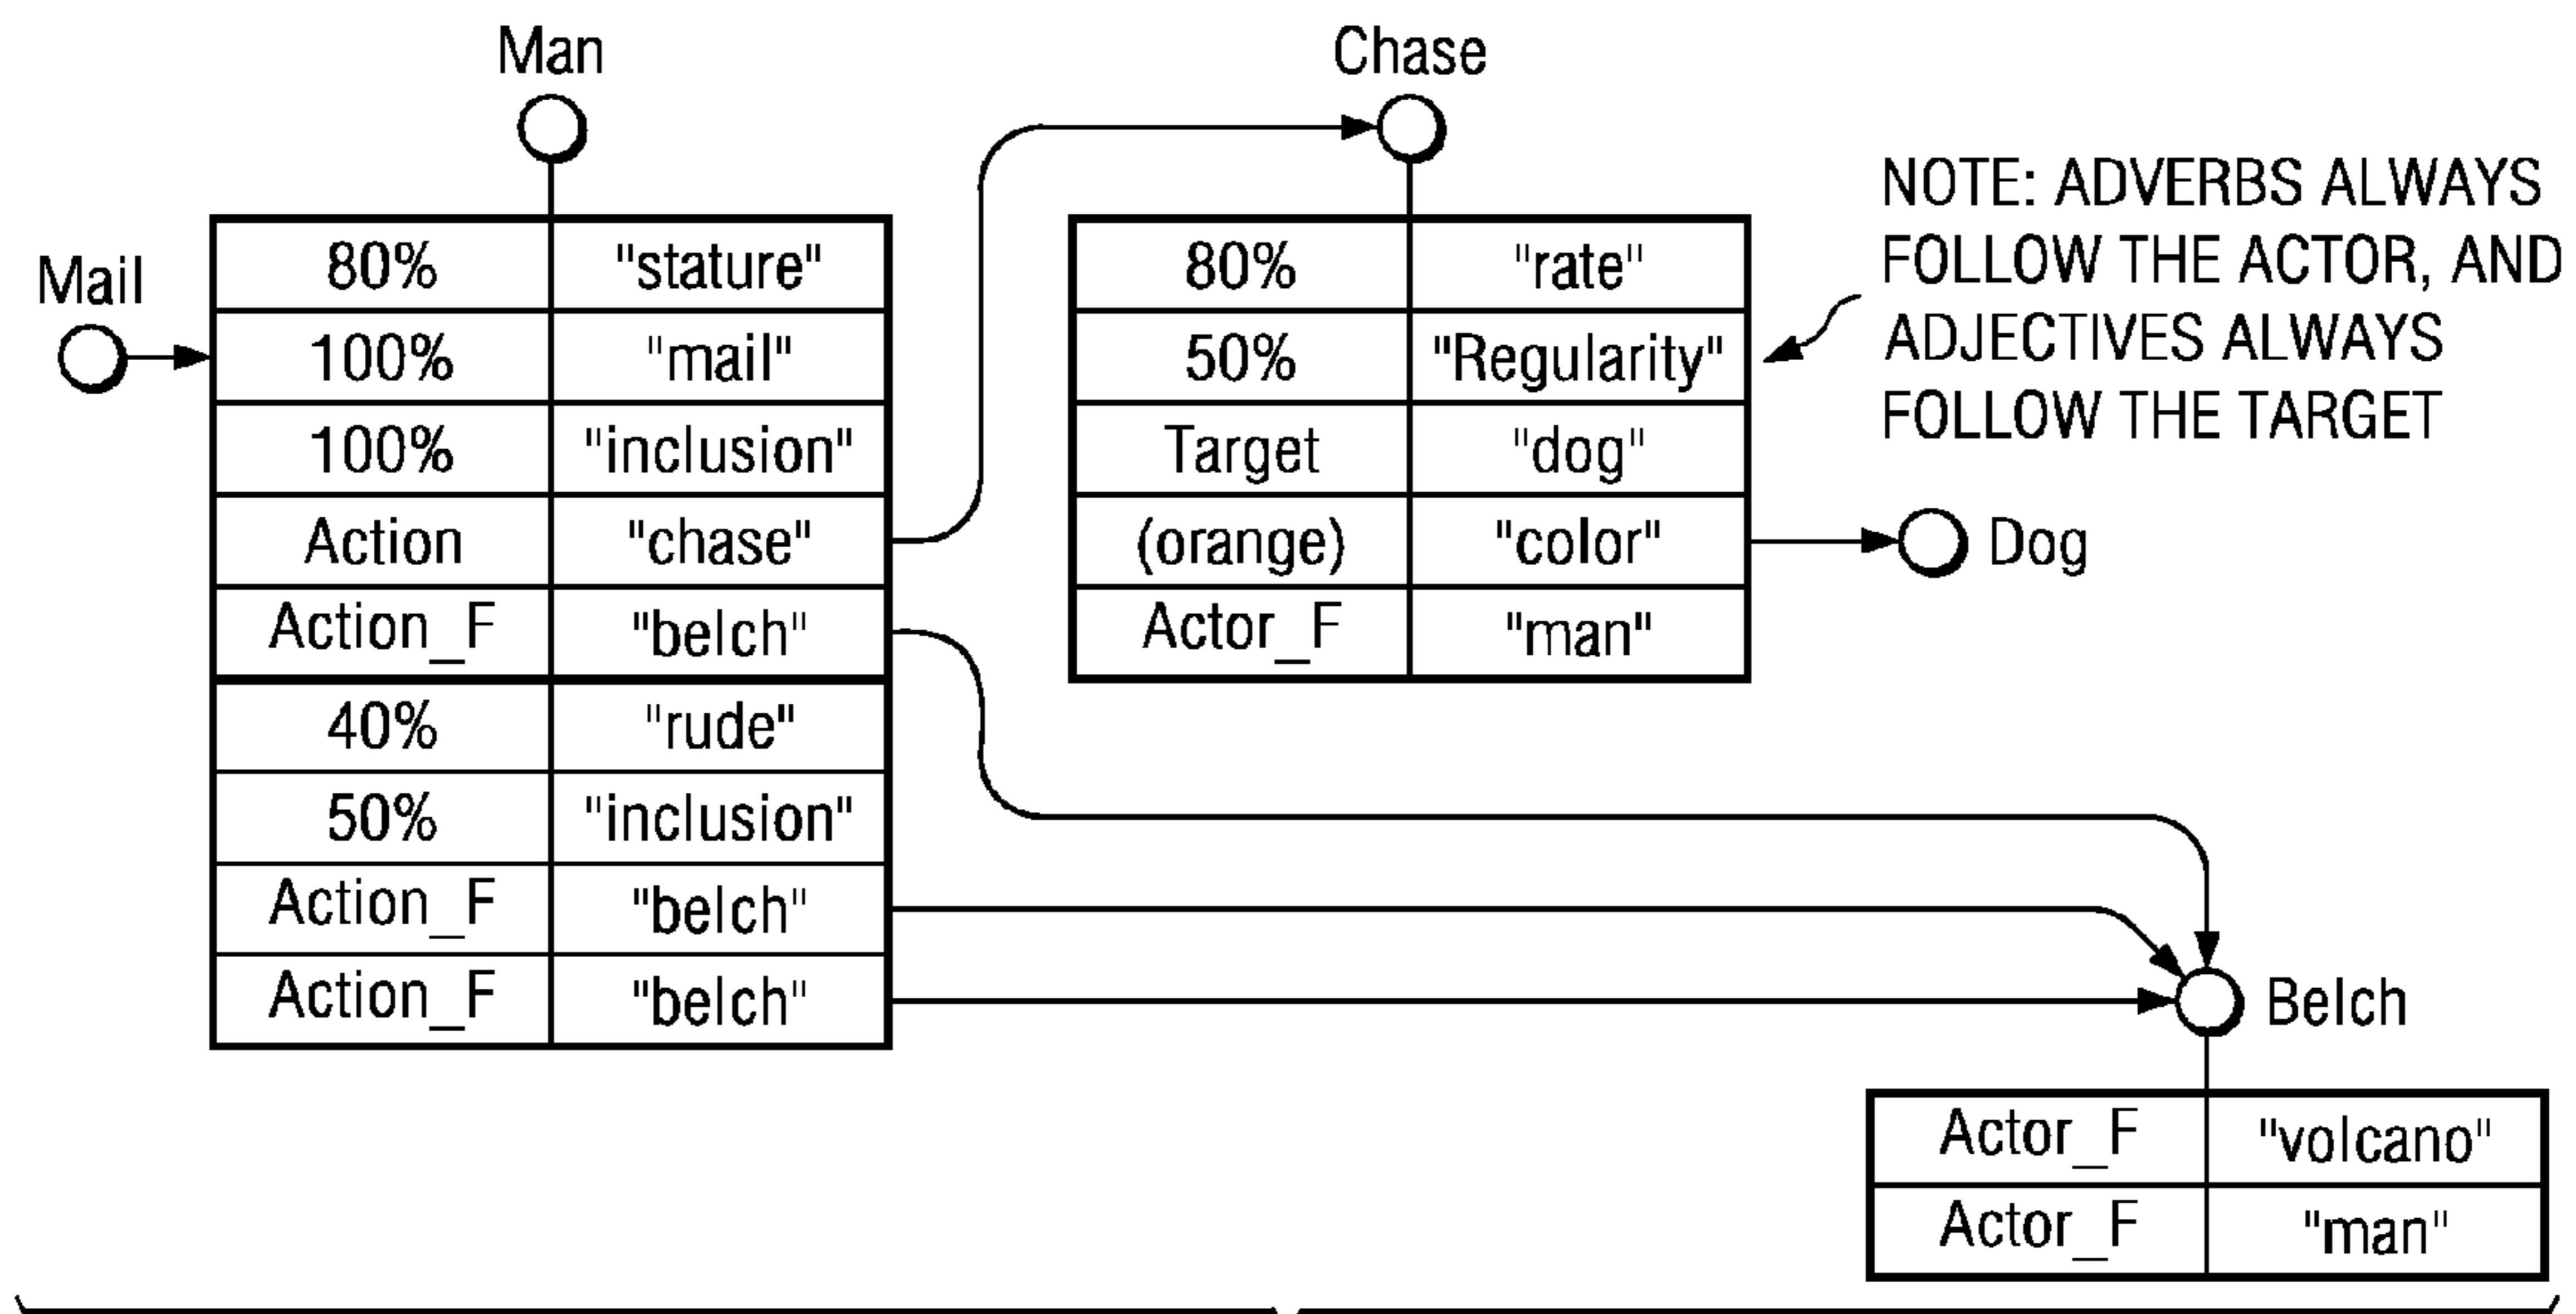 Man
Chase
Mail
80% "stature"
100% "mail"
100% "inclusion"
Action "chase"
Action_F "belch"
40% "rude"
50% "inclusion"
Action_F "belch"
Action_F "belch"
80% "rate"
50% "Regularity"
Target "dog"
(orange) "color"
Actor_F "man"
NOTE: ADVERBS ALWAYS
FOLLOW THE ACTOR, AND
ADJECTIVES ALWAYS
FOLLOW THE TARGET
Dog
Belch
Actor_F "volcano"
Actor_F "man"